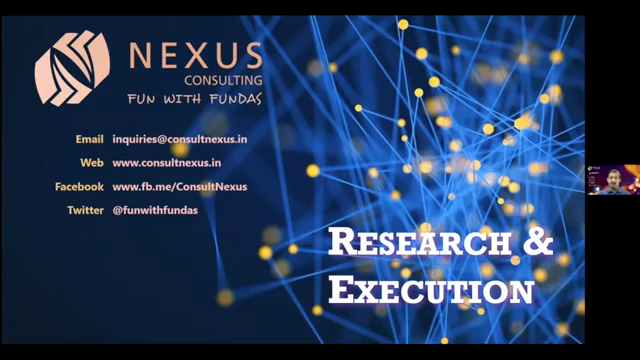 NEXUS
CONSULTING
FUN WITH FUNDAS
Email inquiries@consultnexus.in
Web www.consultnexus.in
Facebook www.fb.me/ConsultNexus
Twitter @funwithfundas
RESEARCH &
EXECUTION